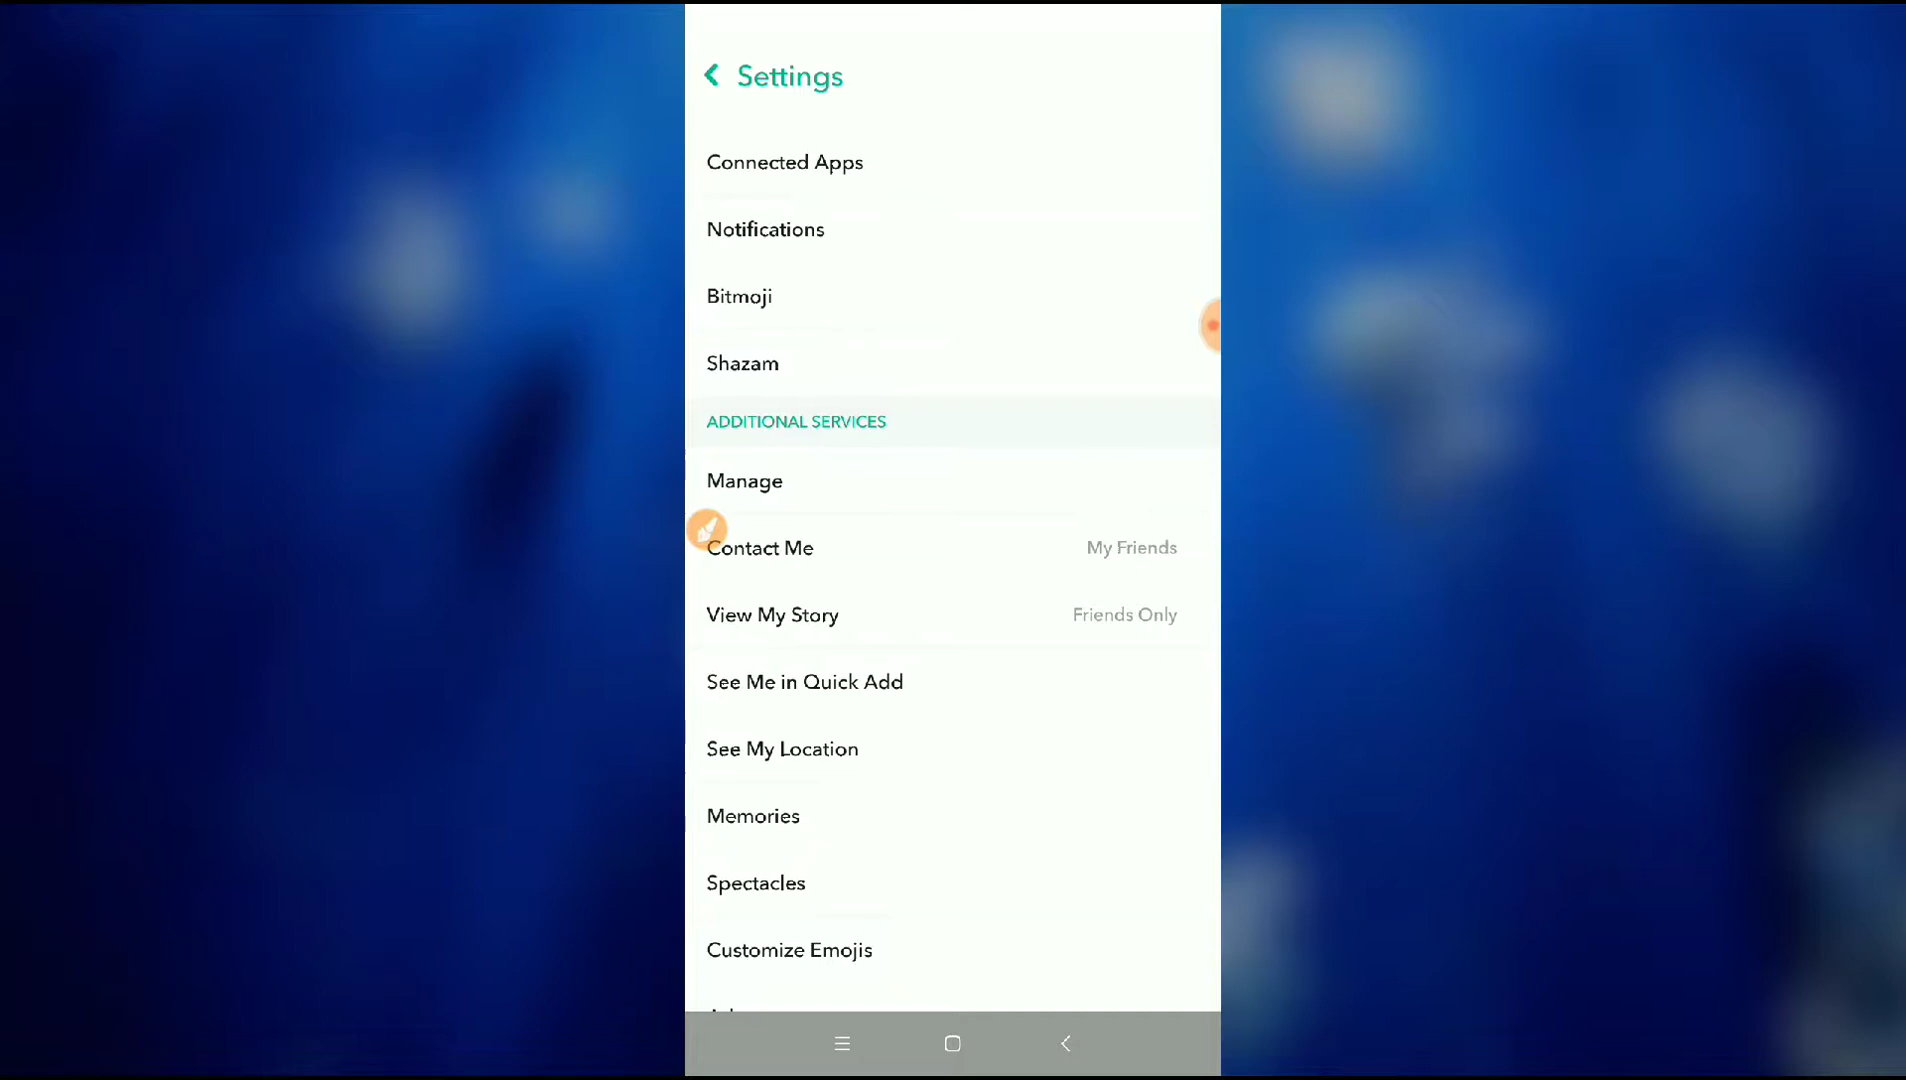 Settings
Connected Apps
Notifications
Bitmoji
Shazam
ADDITIONAL SERVICES
Manage
Contact Me My Friends
View My Story Friends Only
See Me in Quick Add
See My Location
Memories
Spectacles
Customize Emojis